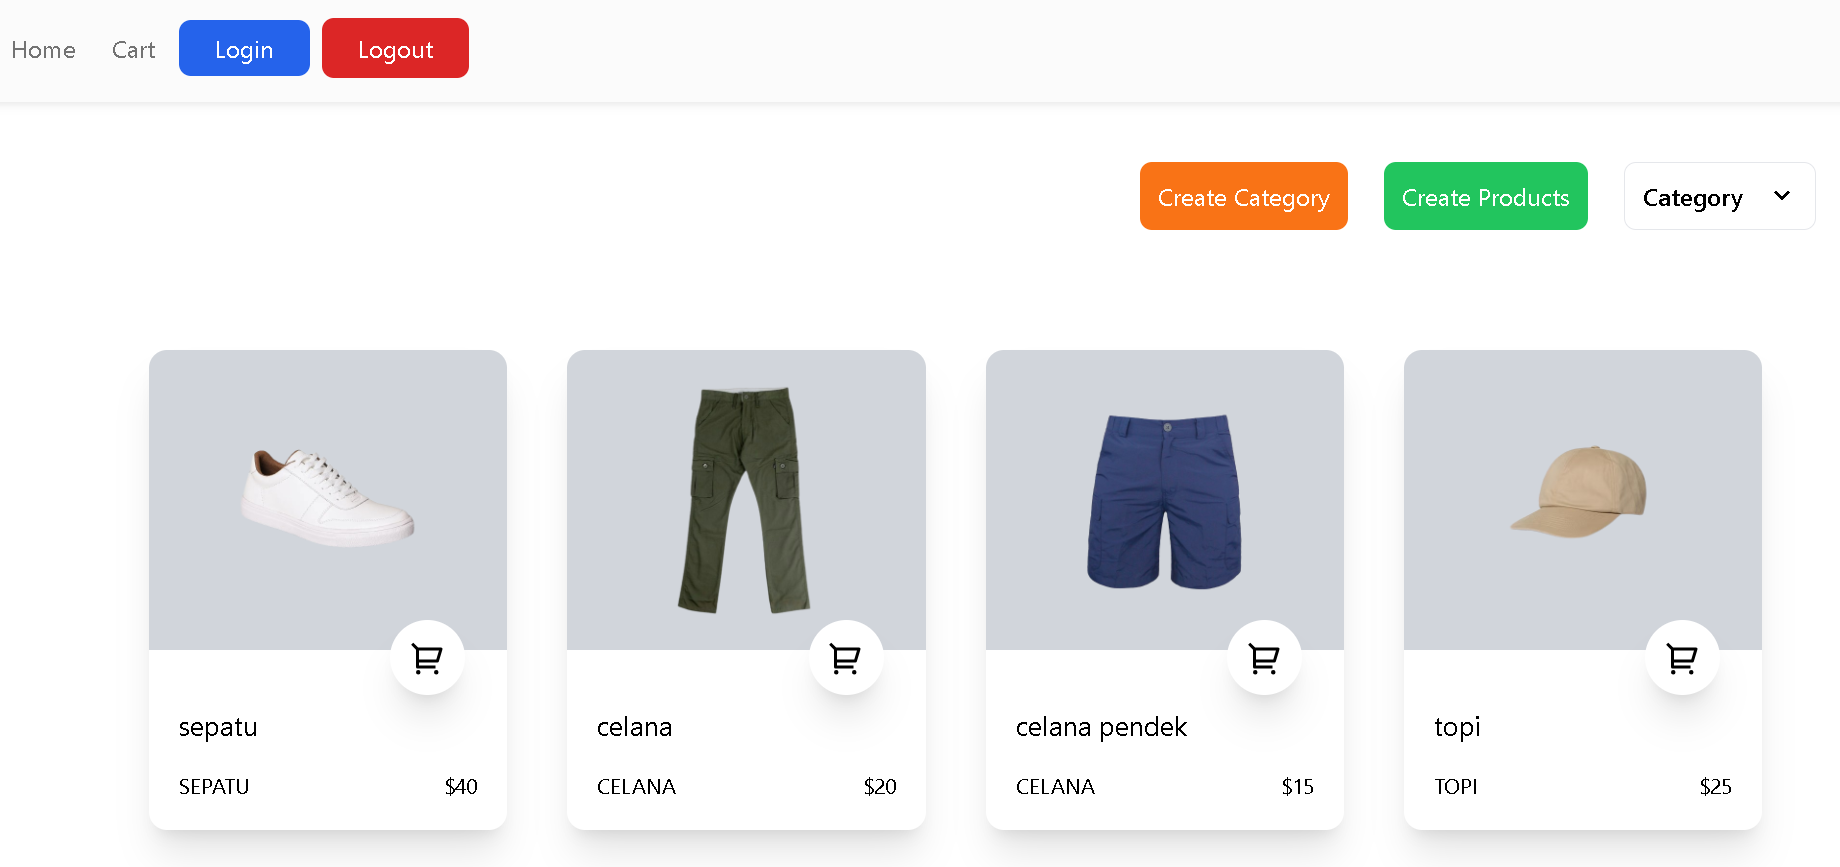 Home Cart Login Logout
Create Category Create Products Category
sepatu
SEPATU $40
celana
CELANA $20
celana pendek
CELANA $15
topi
TOPI $25